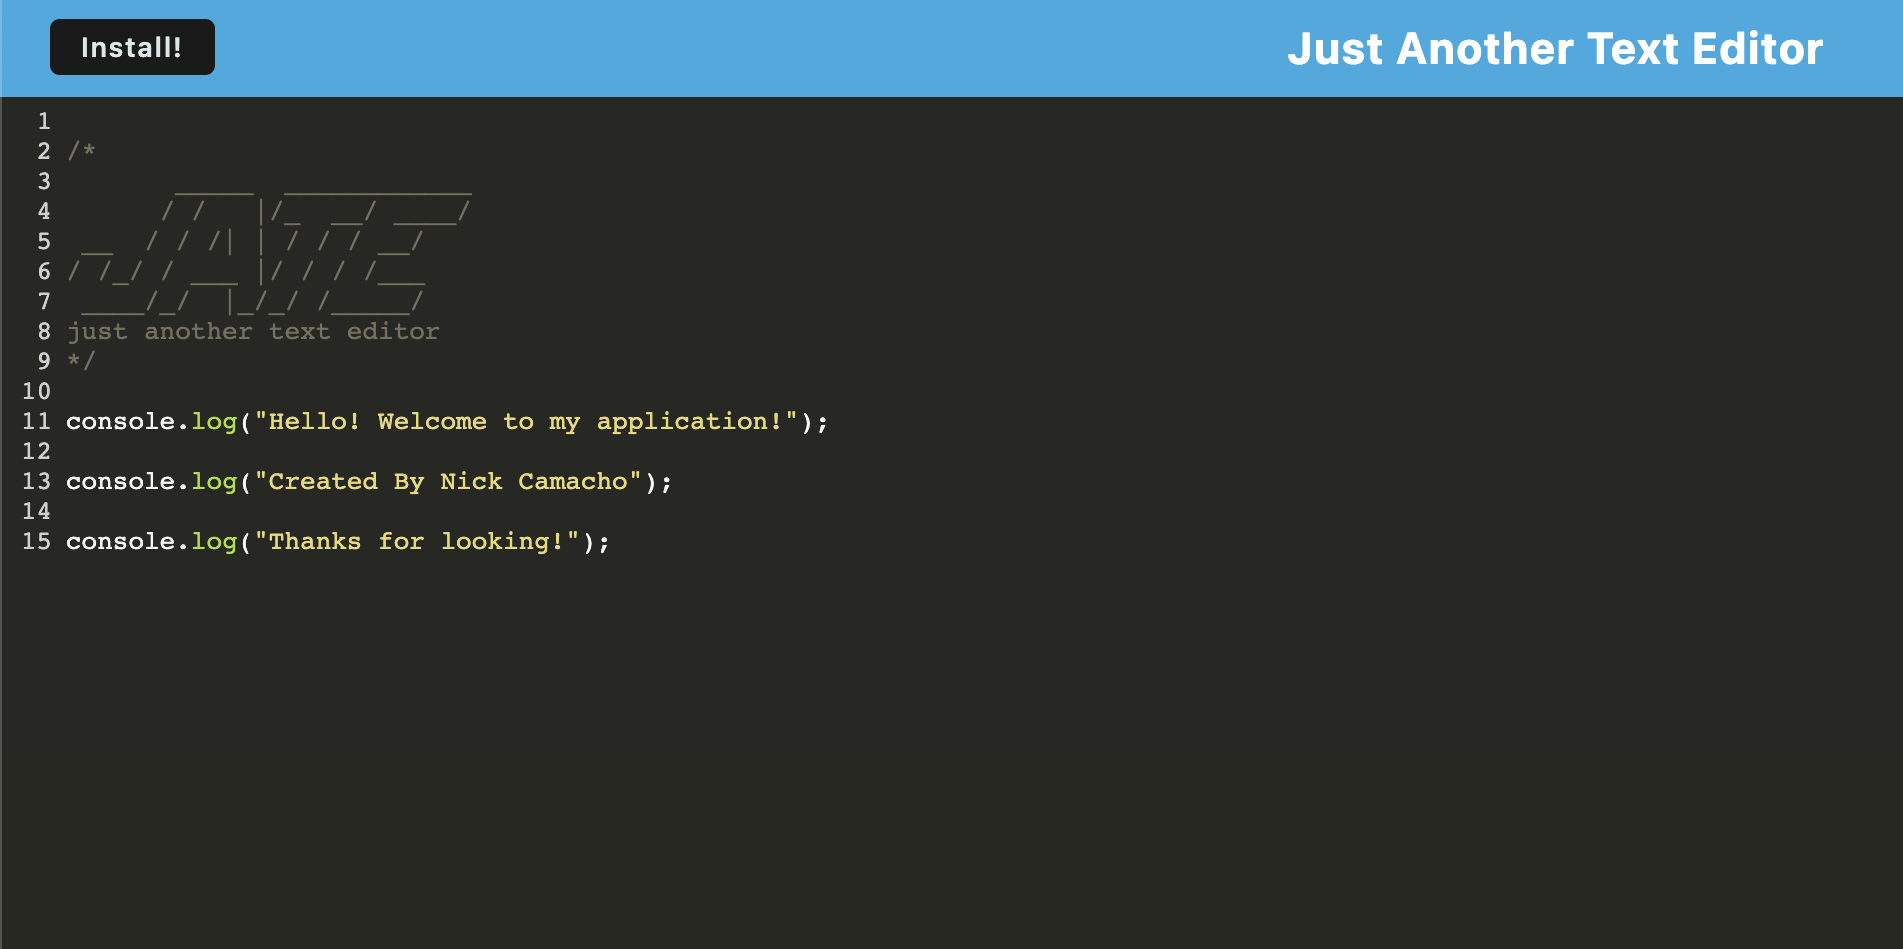 Install!
Just Another Text Editor
1
2 /*
3        _____  ____________
4       / /   |/_  __/ ____/
5  __  / / /| | / / / __/
6 / /_/ / ___ |/ / / /___
7  ____/_/  |_/_/ /_____/
8 just another text editor
9 */
10
11 console.log("Hello! Welcome to my application!");
12
13 console.log("Created By Nick Camacho");
14
15 console.log("Thanks for looking!");